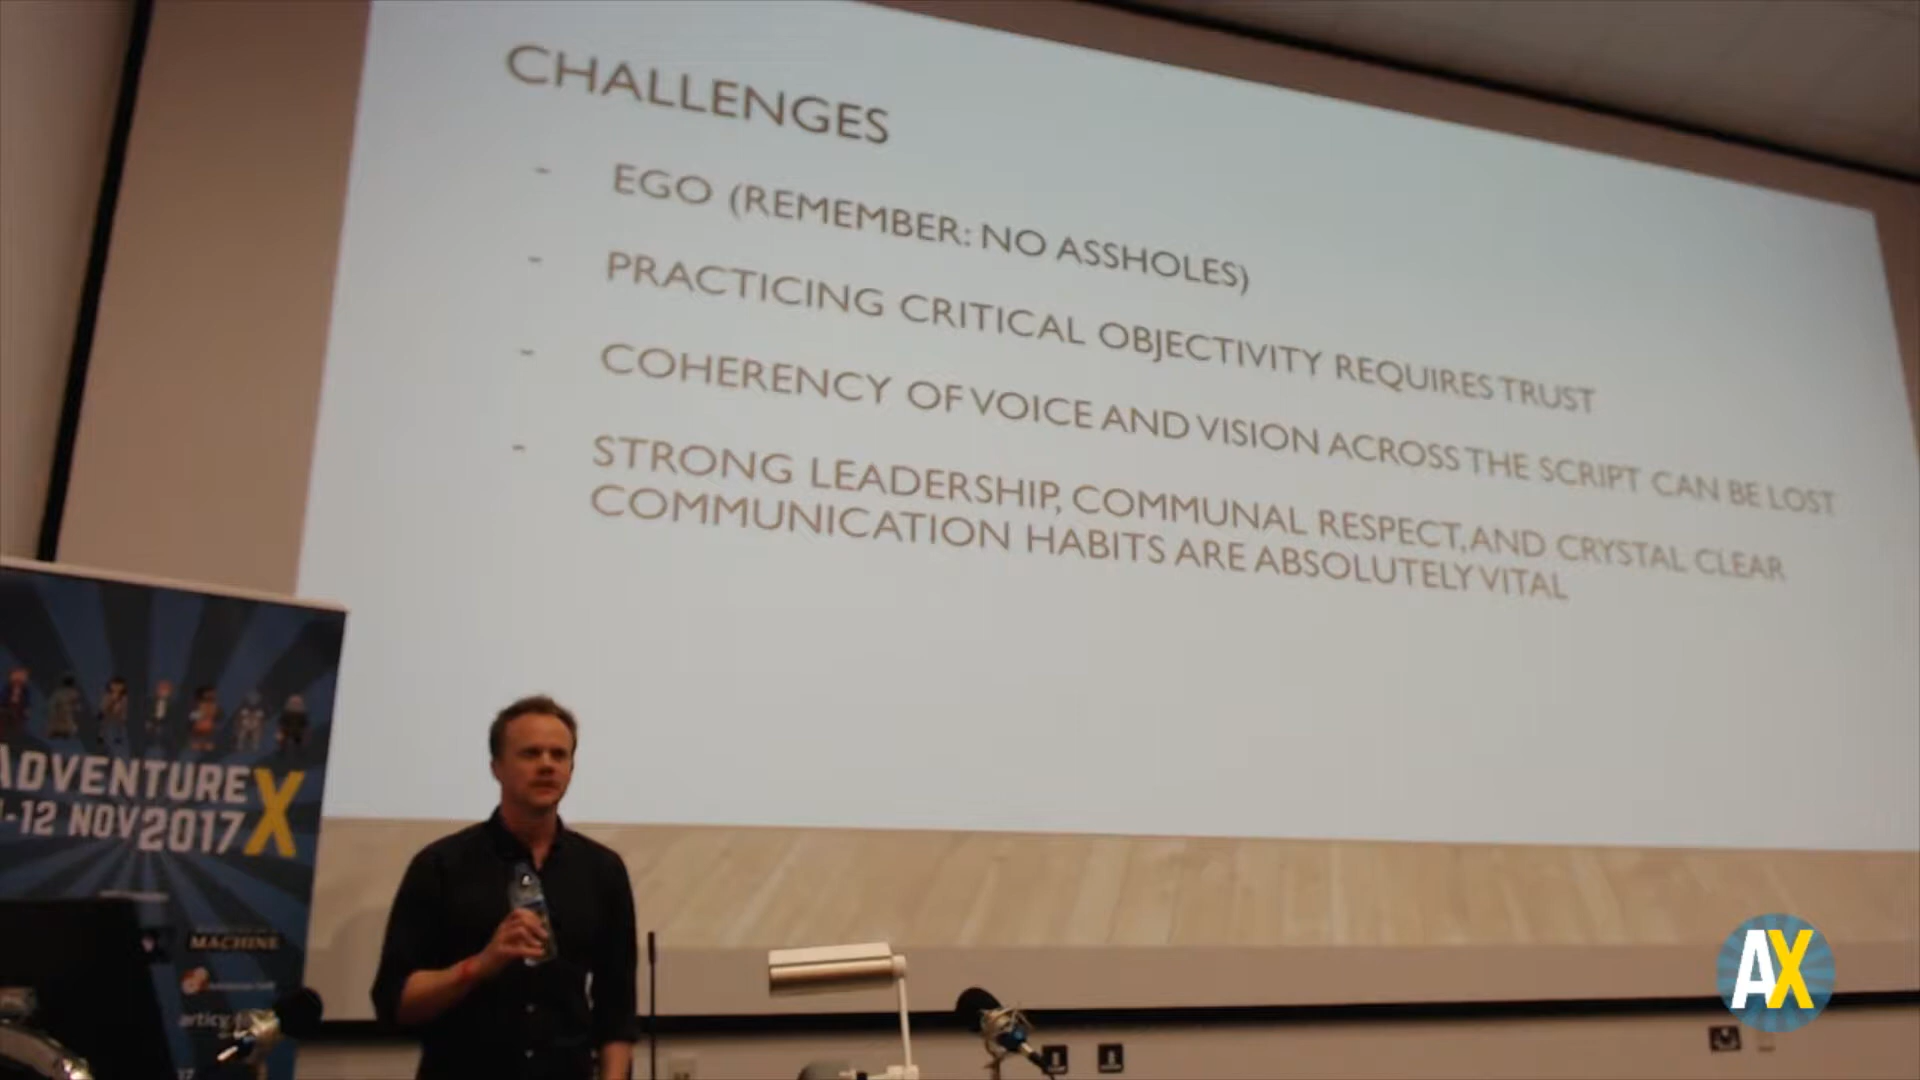 CHALLENGES
- EGO (REMEMBER: NO ASSHOLES)
- PRACTICING CRITICAL OBJECTIVITY REQUIRES TRUST
- COHERENCY OF VOICE AND VISION ACROSS THE SCRIPT CAN BE LOST
- STRONG LEADERSHIP, COMMUNAL RESPECT, AND CRYSTAL CLEAR
COMMUNICATION HABITS ARE ABSOLUTELY VITAL
ADVENTURE X
-12 NOV 2017
MACHINE
AX